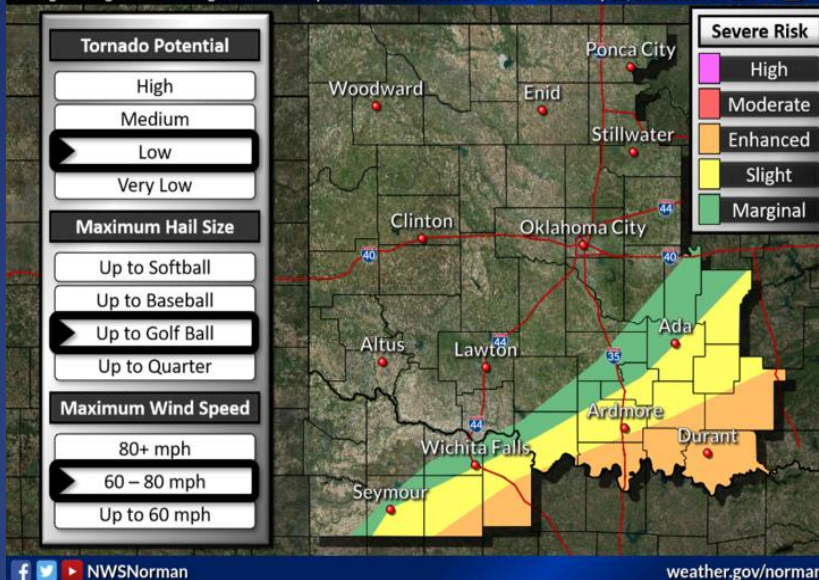 Tornado Potential
High
Medium
Low
Very Low
Maximum Hail Size
Up to Softball
Up to Baseball
Up to Golf Ball
Up to Quarter
Maximum Wind Speed
80+ mph
60 – 80 mph
Up to 60 mph
Severe Risk
High
Moderate
Enhanced
Slight
Marginal
Ponca City
Woodward
Enid
Stillwater
44
Clinton
Oklahoma City
40
40
Ada
Altus
Lawton
44
35
Ardmore
44
Durant
Wichita Falls
Seymour
NWSNorman
weather.gov/norman